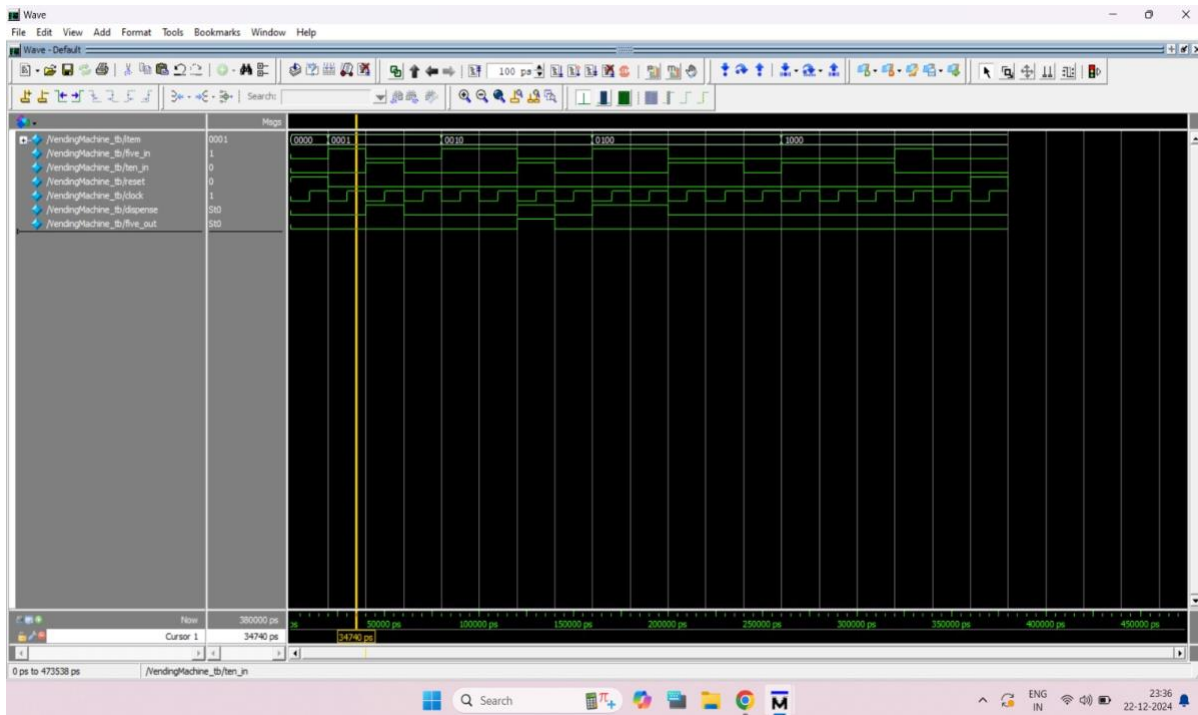 Wave
File Edit View Add Format Tools Bookmarks Window Help
Wave - Default
100 ps
Search:
Msgs
/VendingMachine_tb/item 0001 0000 0001 0010 0100 1000
/VendingMachine_tb/five_in 1
/VendingMachine_tb/ten_in 0
/VendingMachine_tb/reset 0
/VendingMachine_tb/clock 1
/VendingMachine_tb/dispense St0
/VendingMachine_tb/five_out St0
Now 380000 ps ps 50000 ps 100000 ps 150000 ps 200000 ps 250000 ps 300000 ps 350000 ps 400000 ps 450000 ps
Cursor 1 34740 ps 34740 ps
0 ps to 473538 ps /VendingMachine_tb/ten_in
Search ENG 23:36
IN 22-12-2024